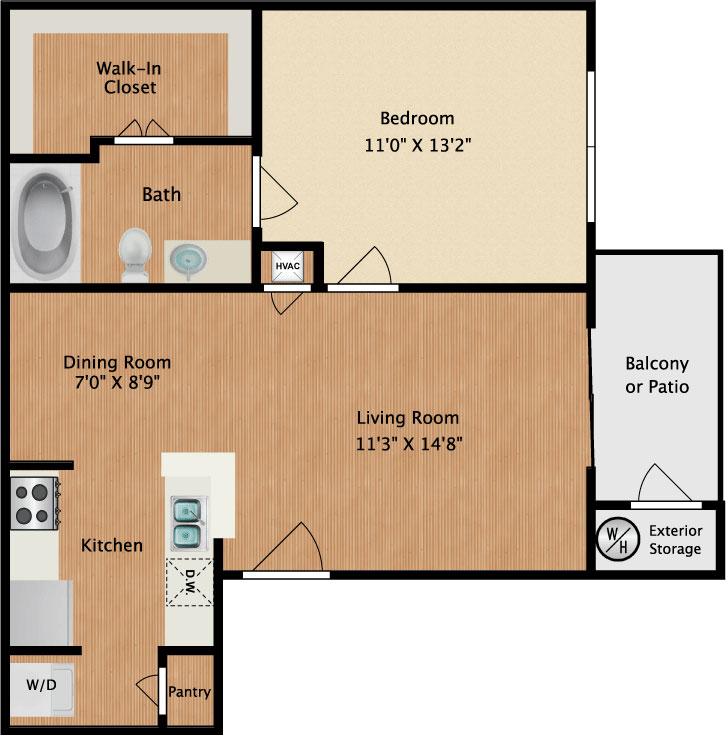 Walk-In
Closet
Bedroom
11'0" X 13'2"
Bath
HVAC
Dining Room
7'0" X 8'9"
Living Room
11'3" X 14'8"
Balcony
or Patio
Kitchen
D.W.
W/H
Exterior
Storage
W/D
Pantry